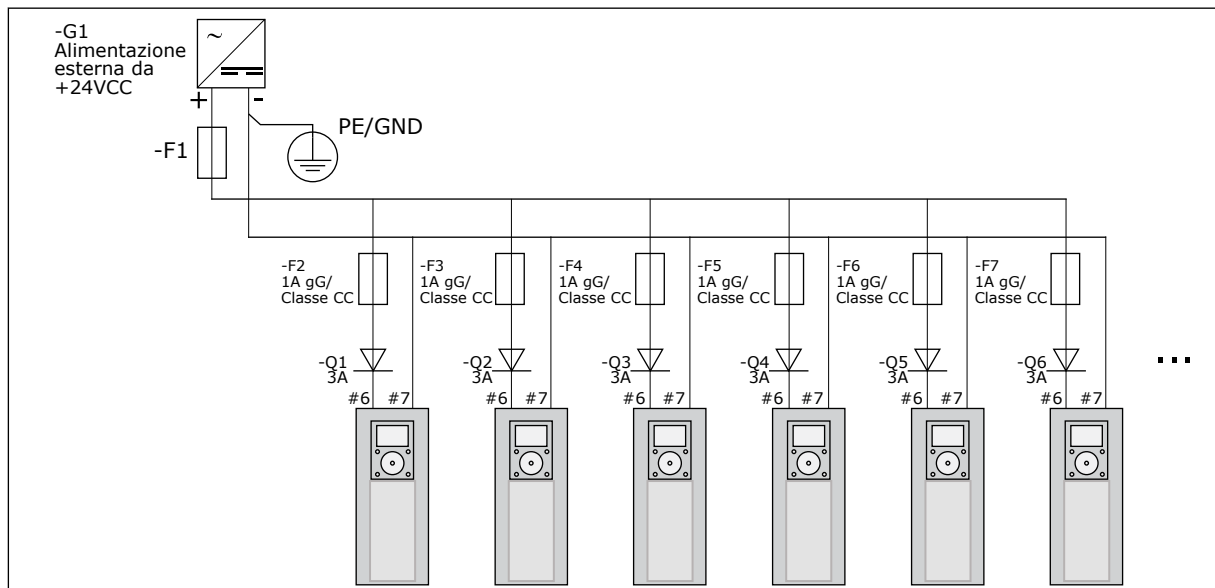 -G1
Alimentazione
esterna da
+24VCC
~
+ -
-F1
PE/GND
-F2
1A gG/
Classe CC
-F3
1A gG/
Classe CC
-F4
1A gG/
Classe CC
-F5
1A gG/
Classe CC
-F6
1A gG/
Classe CC
-F7
1A gG/
Classe CC
-Q1
3A
-Q2
3A
-Q3
3A
-Q4
3A
-Q5
3A
-Q6
3A
...
#6 #7
#6 #7
#6 #7
#6 #7
#6 #7
#6 #7